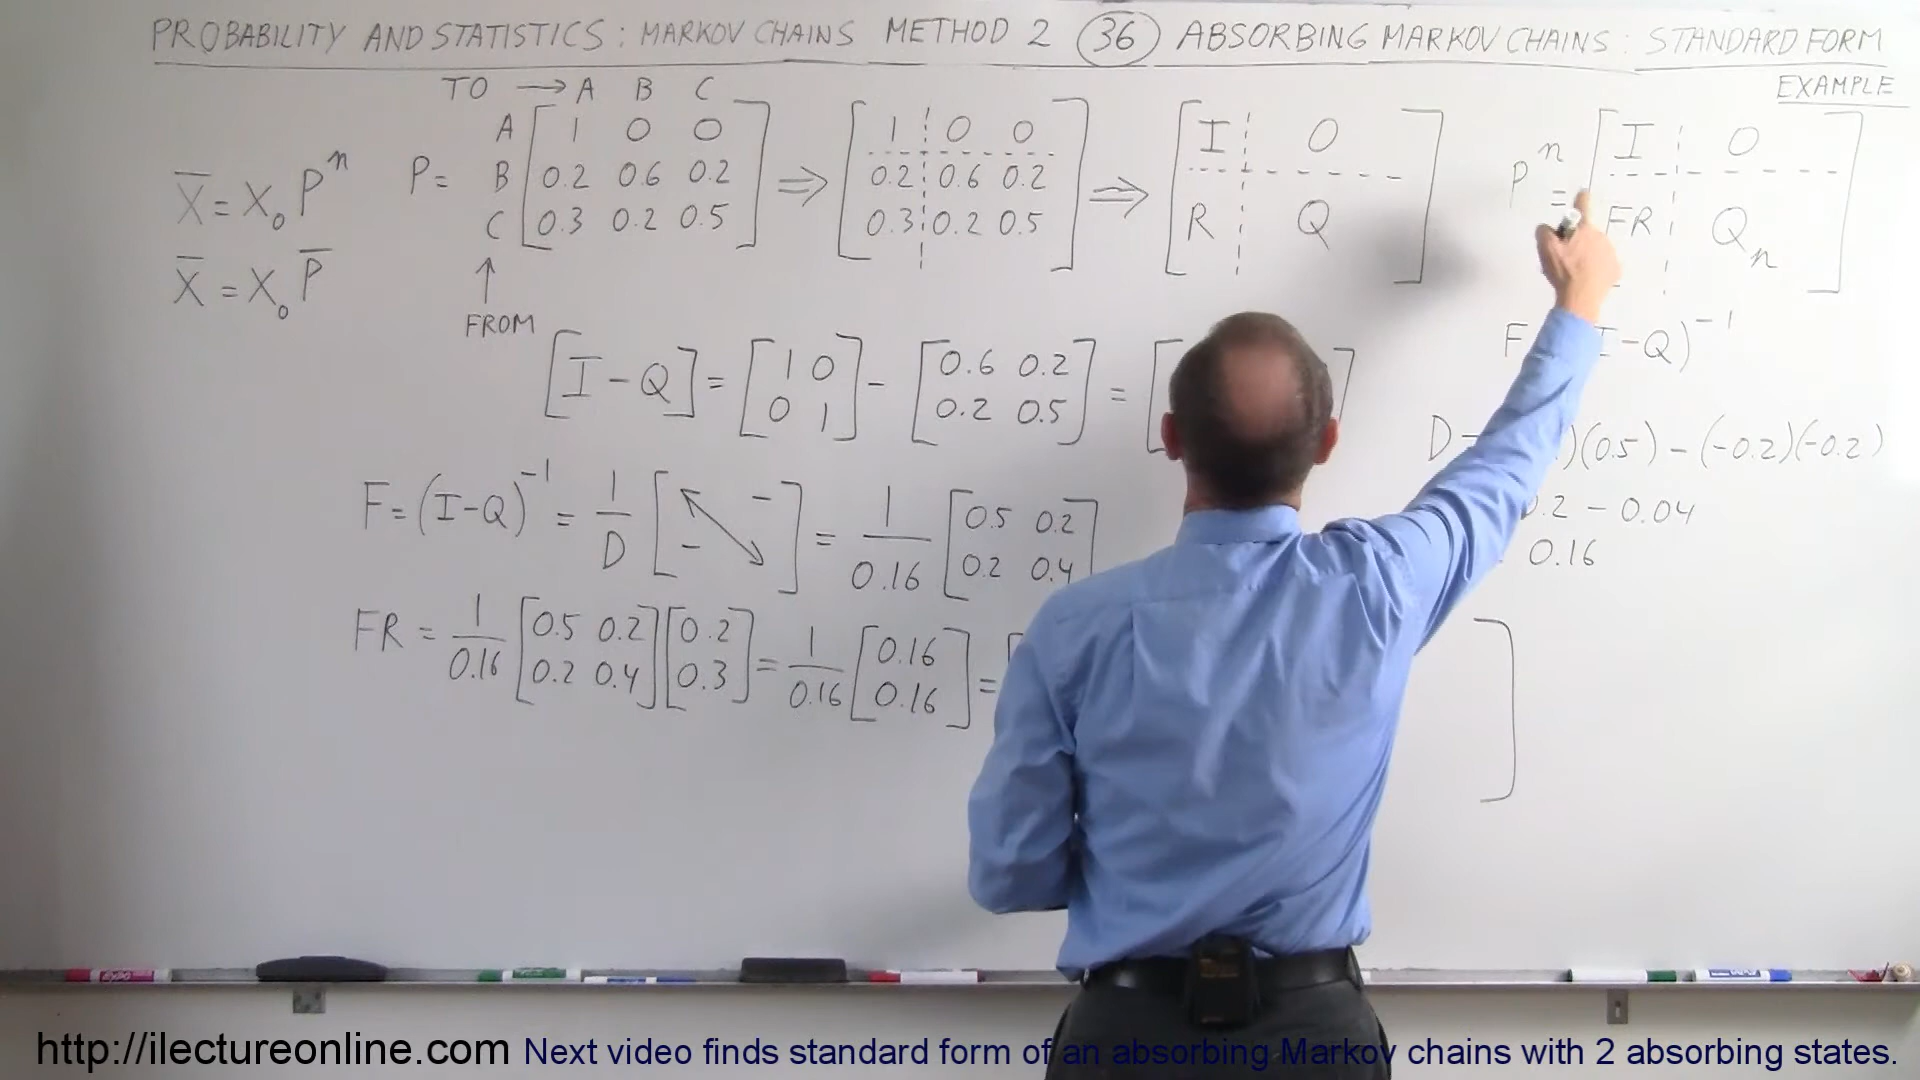 PROBABILITY AND STATISTICS: MARKOV CHAINS METHOD 2 (36) ABSORBING MARKOV CHAINS: STANDARD FORM
EXAMPLE
TO → A B C
P= A [ 1 0 0 ]
B [ 0.2 0.6 0.2 ]
C [ 0.3 0.2 0.5 ]
↑
FROM
X̄ = X₀ Pⁿ
X̄ = X₀ P̄
⇒ [ 1 ¦ 0 0 ]
[ 0.2 ¦ 0.6 0.2 ]
[ 0.3 ¦ 0.2 0.5 ]
⇒ [ I ¦ O ]
[ R ¦ Q ]
Pⁿ = [ I ¦ O ]
[ FR ¦ Qₙ ]
[I-Q] = [ 1 0 ] - [ 0.6 0.2 ] = [
[ 0 1 ] [ 0.2 0.5 ]
F I-Q)⁻¹
D )(0.5) - (-0.2)(-0.2)
.2 - 0.04
0.16
F = (I-Q)⁻¹ = 1/D [ - - ] = 1/0.16 [ 0.5 0.2 ]
[ 0.2 0.4 ]
FR = 1/0.16 [ 0.5 0.2 ] [ 0.2 ] = 1/0.16 [ 0.16 ] = [
[ 0.2 0.4 ] [ 0.3 ] [ 0.16 ]
http://ilectureonline.com Next video finds standard form of an absorbing Markov chains with 2 absorbing states.